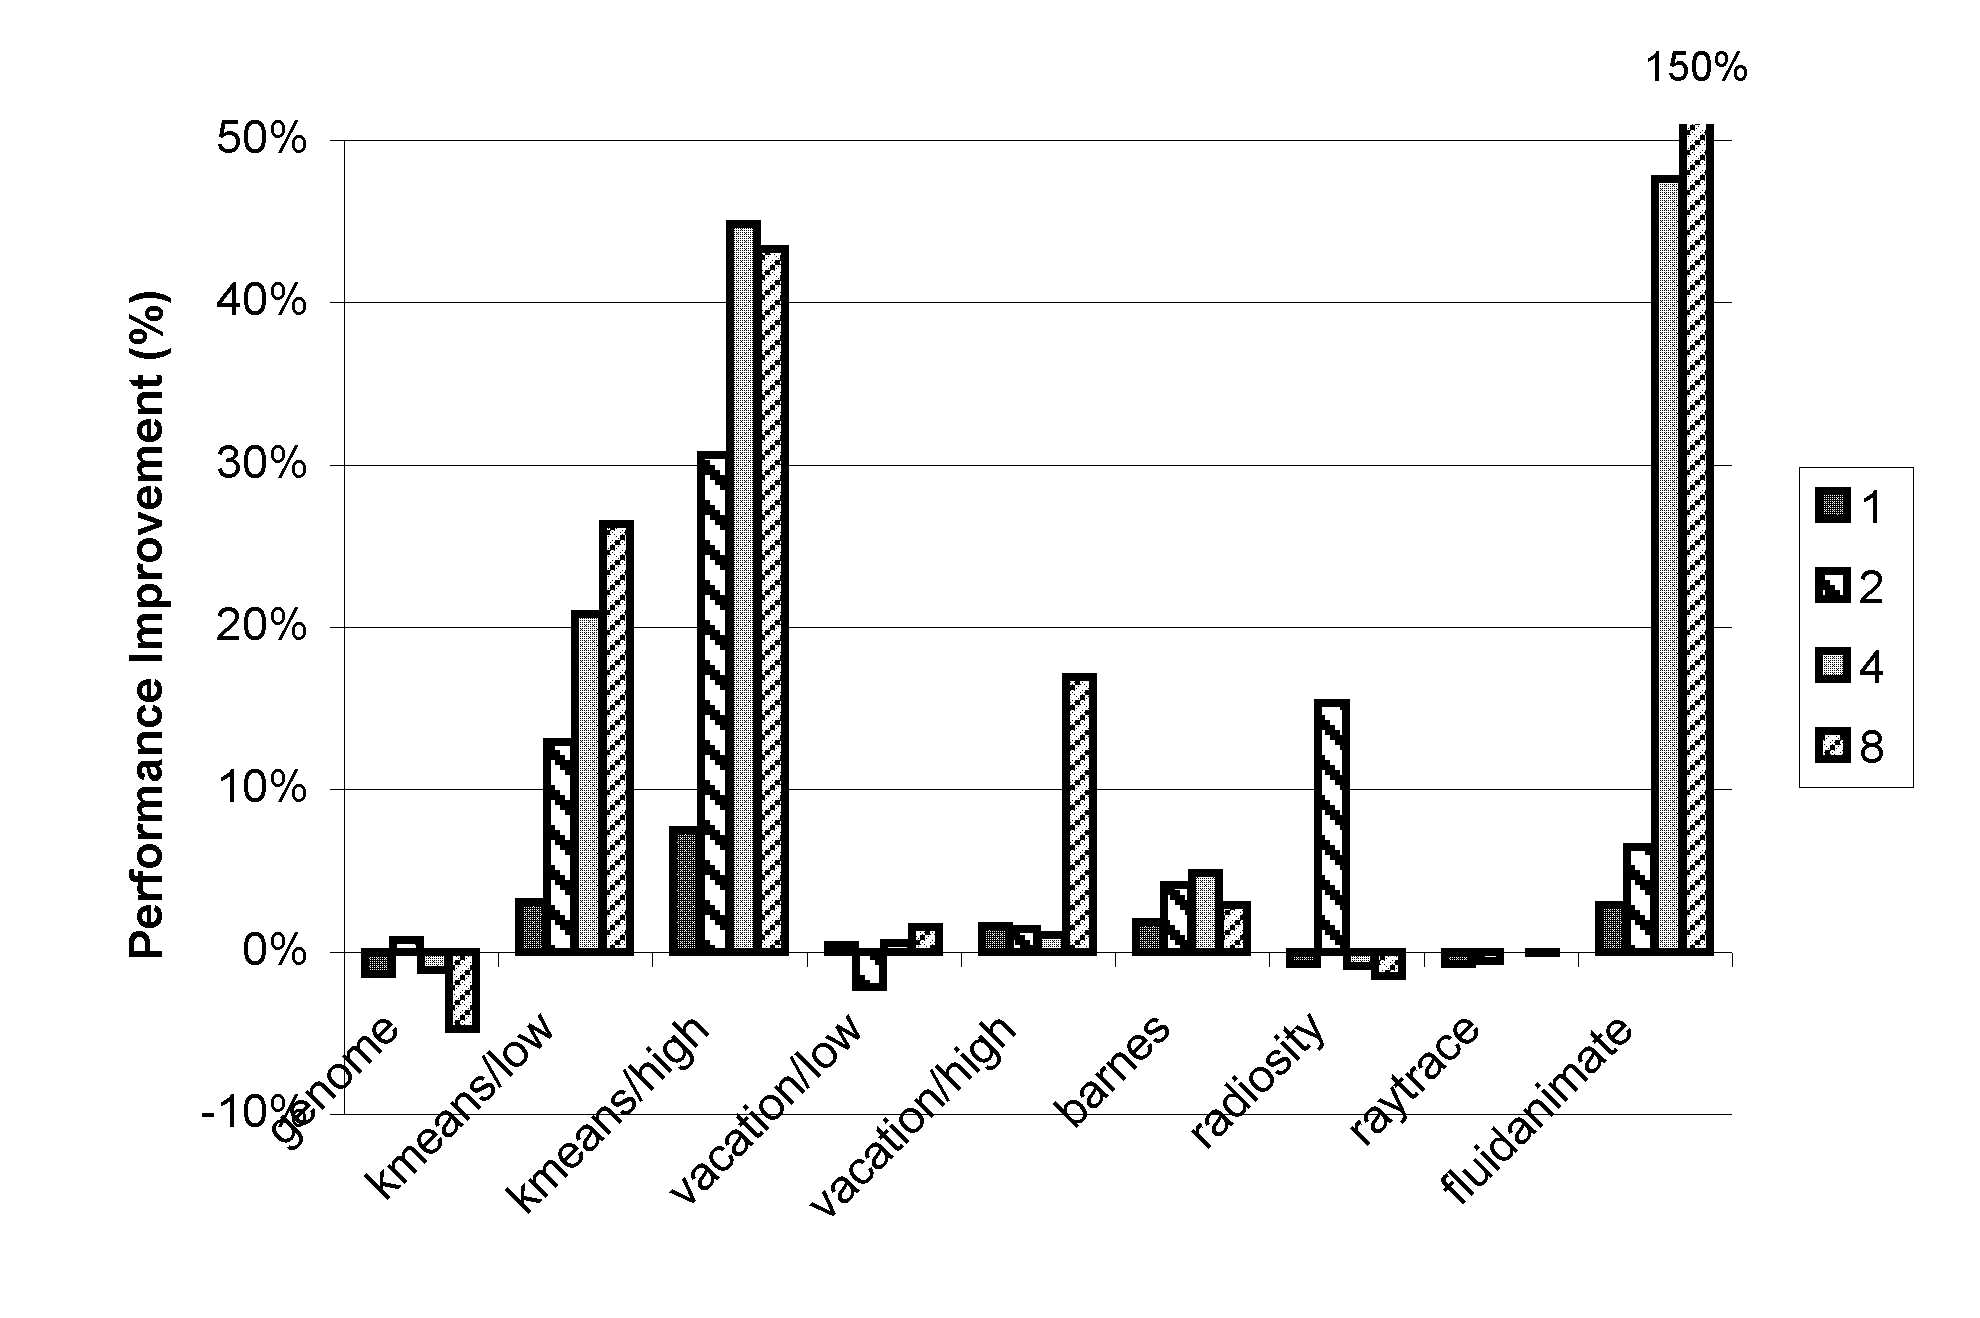 150%
50%
40%
30%
20%
10%
0%
-10%
Performance Improvement (%)
genome
kmeans/low
kmeans/high
vacation/low
vacation/high
barnes
radiosity
raytrace
fluidanimate
1
2
4
8